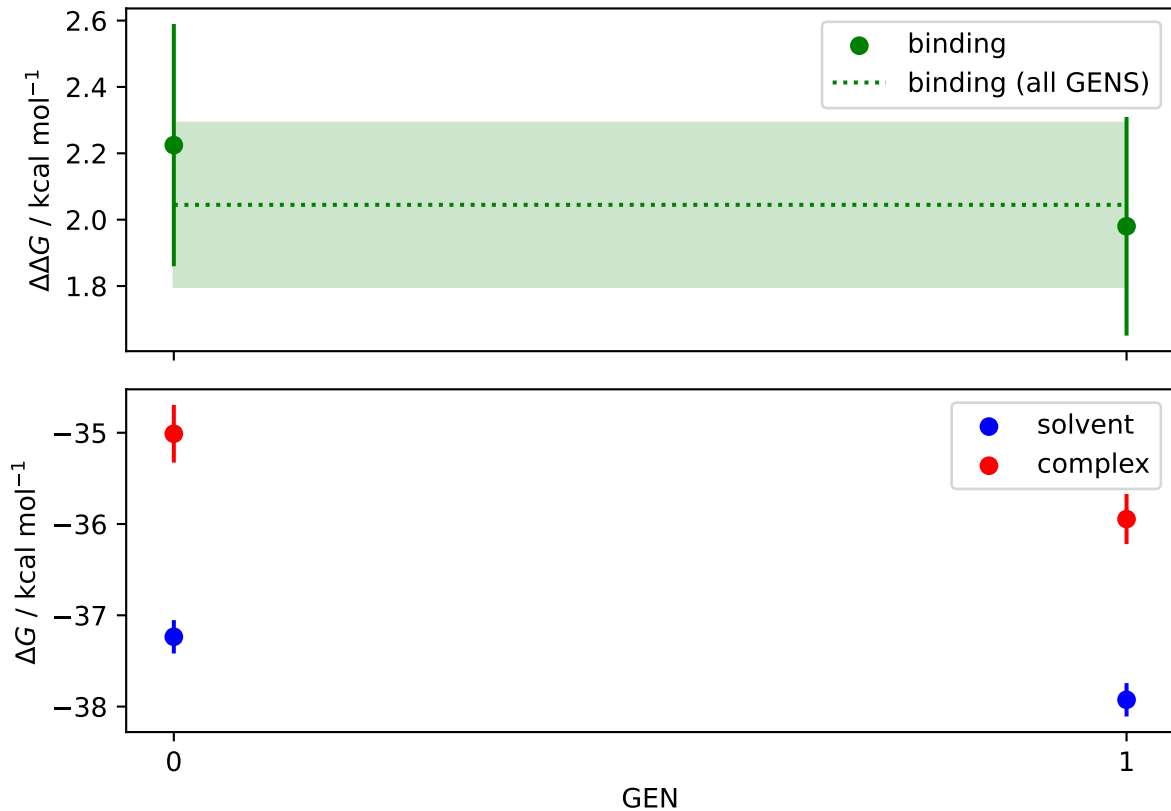 2.6
2.4
2.2
2.0
1.8
ΔΔG / kcal mol⁻¹
binding
binding (all GENS)
−35
−36
−37
−38
ΔG / kcal mol⁻¹
solvent
complex
0
1
GEN